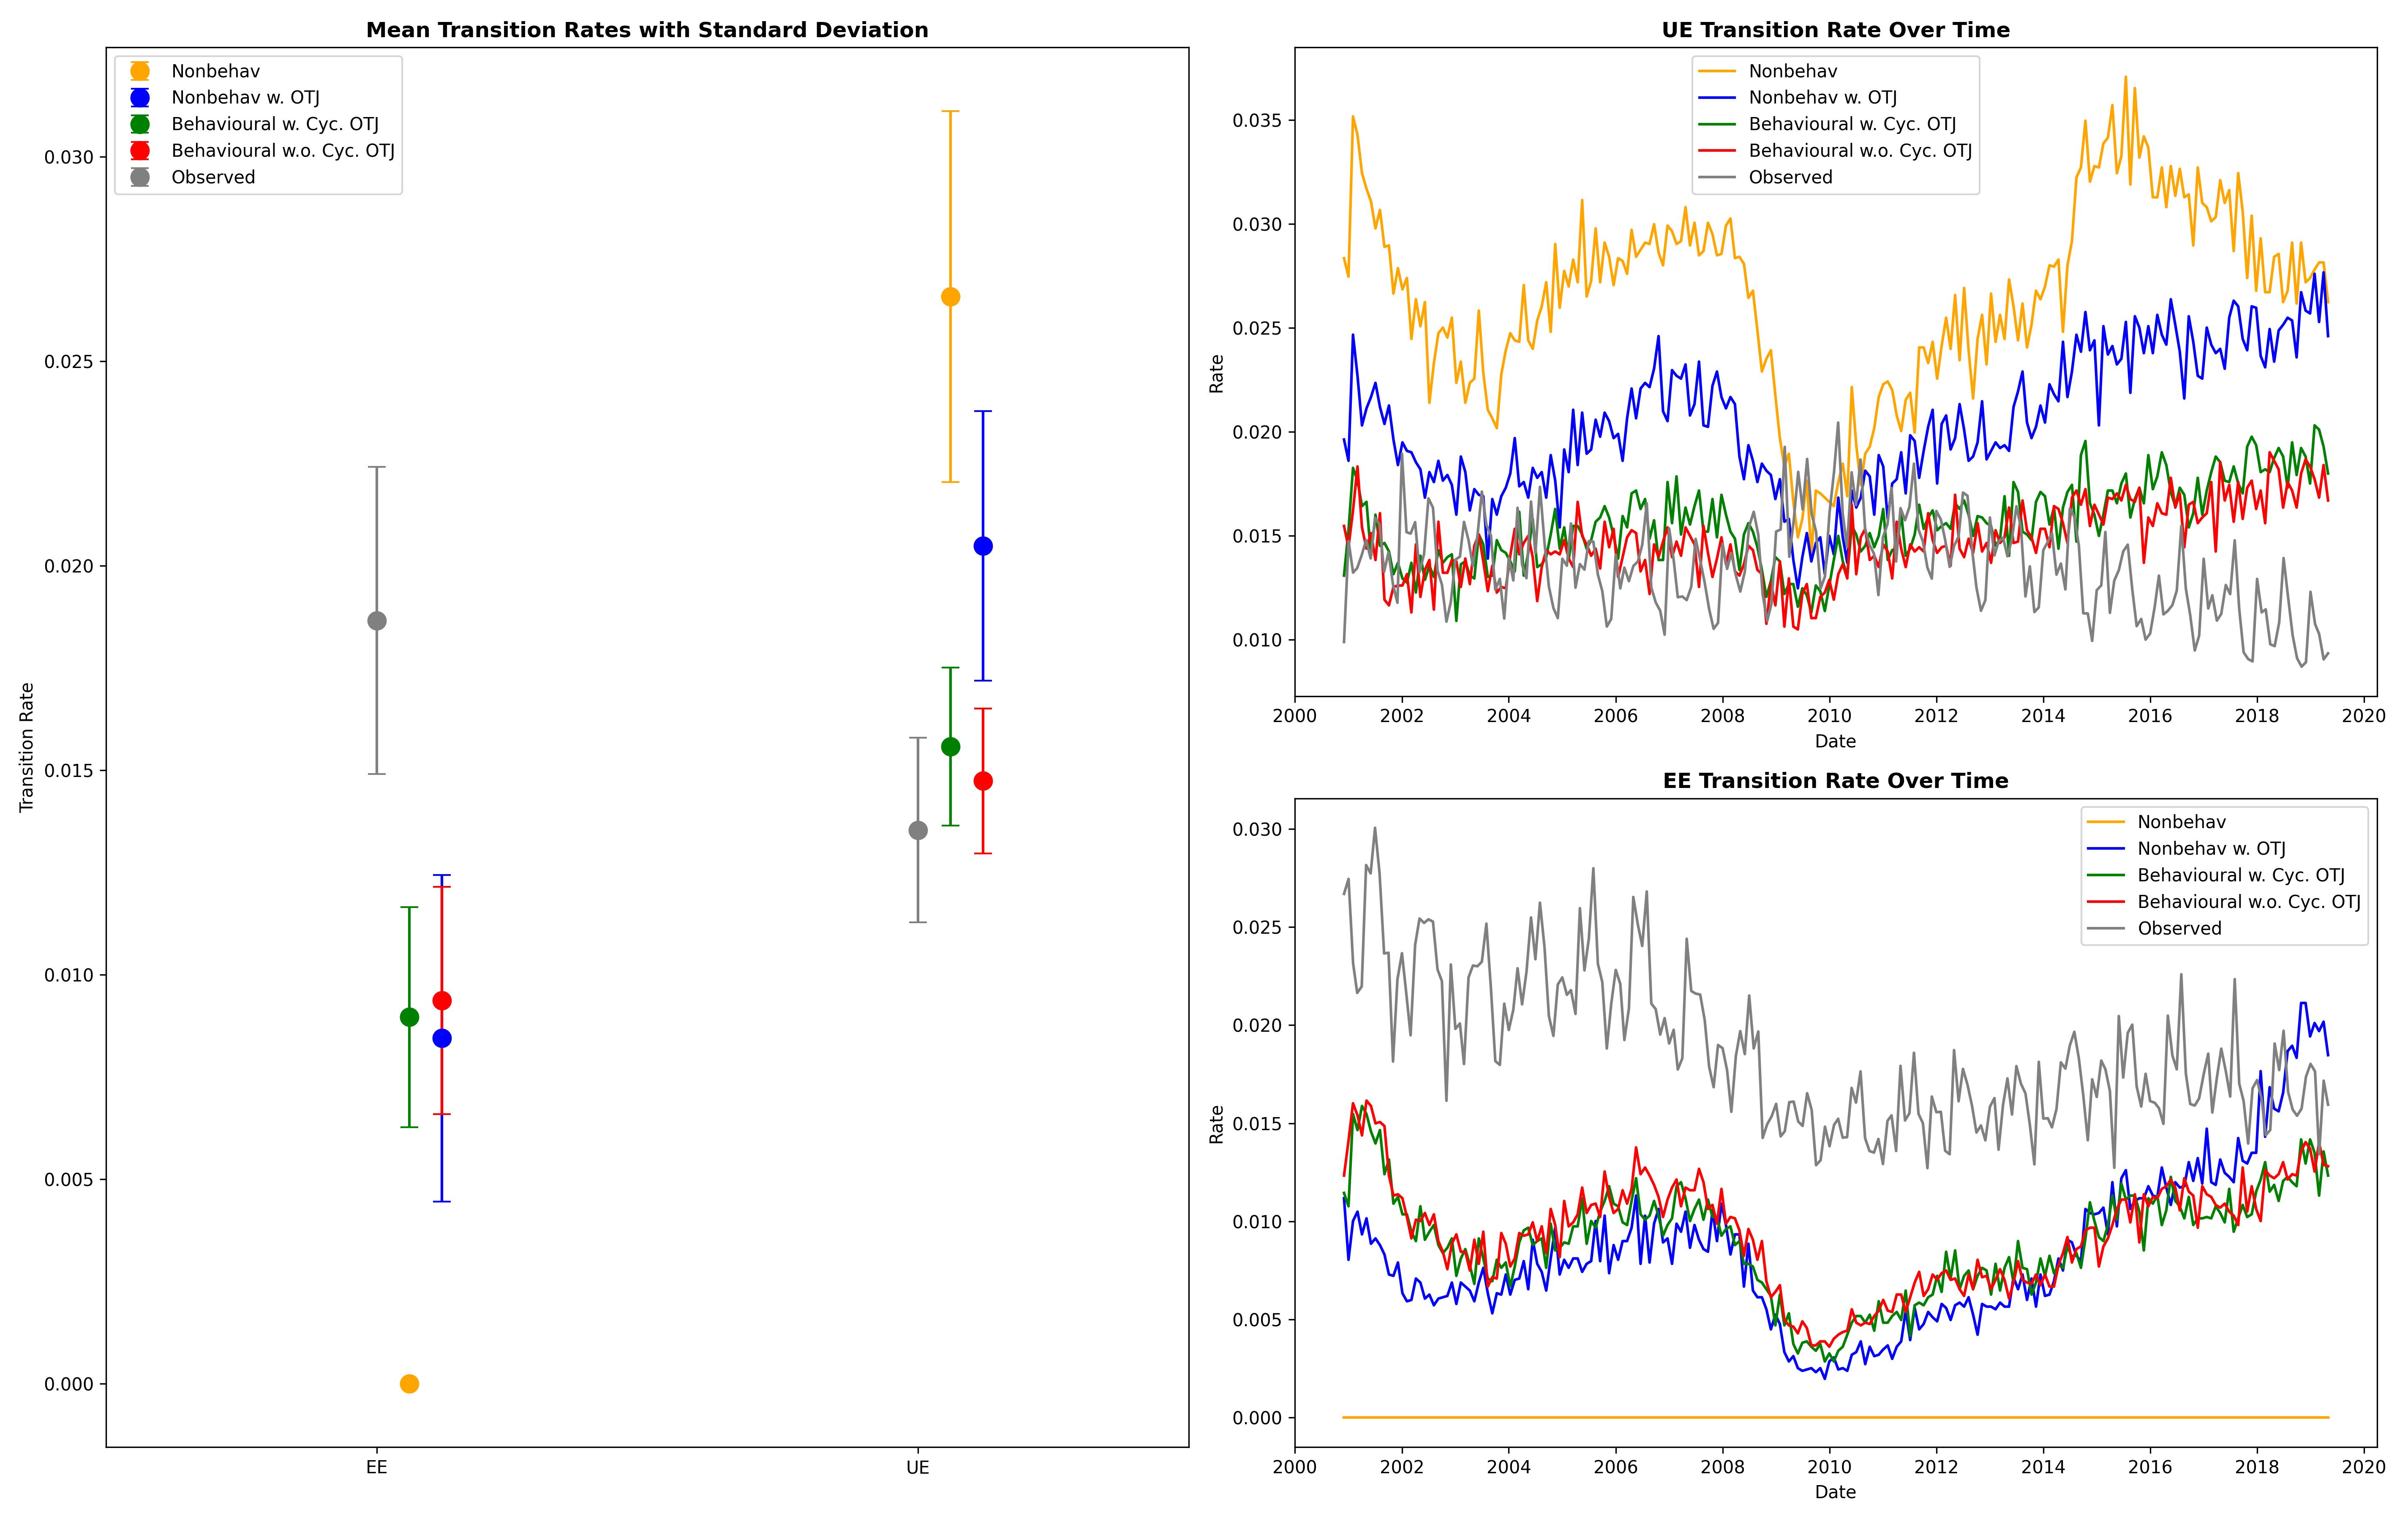 Mean Transition Rates with Standard Deviation
Nonbehav
Nonbehav w. OTJ
Behavioural w. Cyc. OTJ
Behavioural w.o. Cyc. OTJ
Observed
Transition Rate
0.030
0.025
0.020
0.015
0.010
0.005
0.000
EE
UE
UE Transition Rate Over Time
Nonbehav
Nonbehav w. OTJ
Behavioural w. Cyc. OTJ
Behavioural w.o. Cyc. OTJ
Observed
Rate
0.035
0.030
0.025
0.020
0.015
0.010
2000 2002 2004 2006 2008 2010 2012 2014 2016 2018 2020
Date
EE Transition Rate Over Time
Nonbehav
Nonbehav w. OTJ
Behavioural w. Cyc. OTJ
Behavioural w.o. Cyc. OTJ
Observed
Rate
0.030
0.025
0.020
0.015
0.010
0.005
0.000
2000 2002 2004 2006 2008 2010 2012 2014 2016 2018 2020
Date